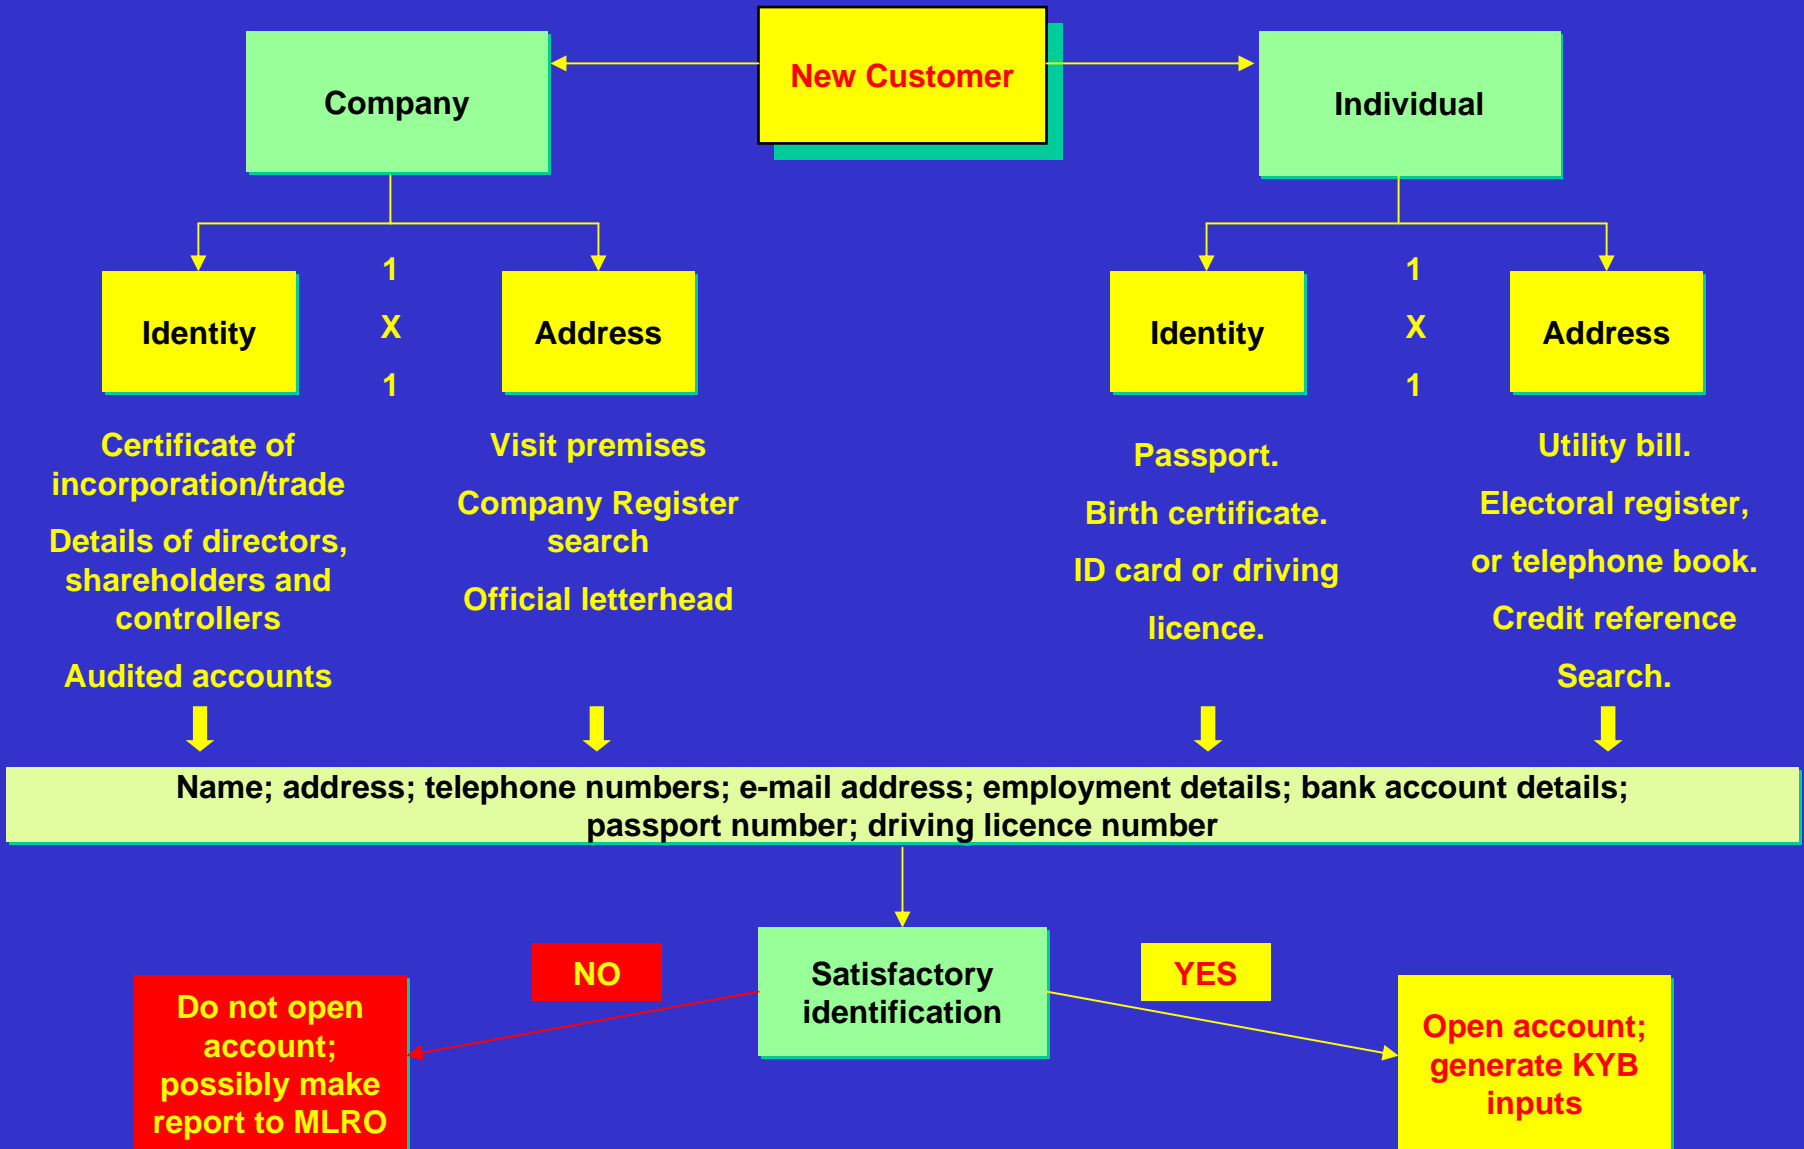 New Customer
Company
Individual
Identity
1
X
1
Address
Identity
1
X
1
Address
Certificate of
incorporation/trade
Details of directors,
shareholders and
controllers
Audited accounts
Visit premises
Company Register
search
Official letterhead
Passport.
Birth certificate.
ID card or driving
licence.
Utility bill.
Electoral register,
or telephone book.
Credit reference
Search.
Name; address; telephone numbers; e-mail address; employment details; bank account details;
passport number; driving licence number
NO
Satisfactory
identification
YES
Do not open
account;
possibly make
report to MLRO
Open account;
generate KYB
inputs